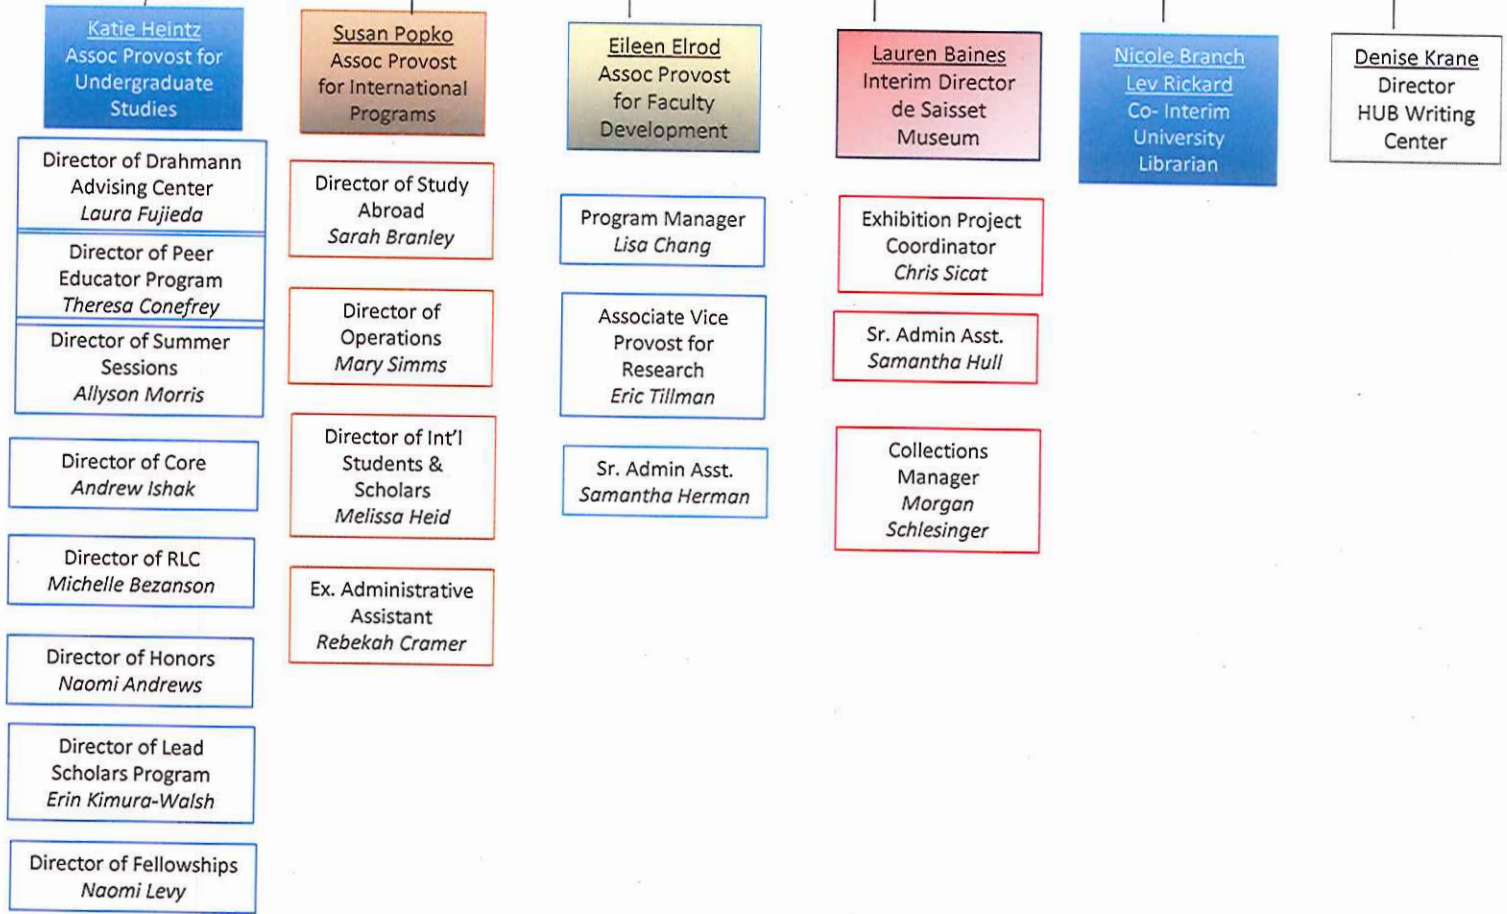 Katie Heintz
Assoc Provost for
Undergraduate
Studies
Director of Drahmann
Advising Center
Laura Fujieda
Director of Peer
Educator Program
Theresa Conefrey
Director of Summer
Sessions
Allyson Morris
Director of Core
Andrew Ishak
Director of RLC
Michelle Bezanson
Director of Honors
Naomi Andrews
Director of Lead
Scholars Program
Erin Kimura-Walsh
Director of Fellowships
Naomi Levy
Susan Popko
Assoc Provost
for International
Programs
Director of Study
Abroad
Sarah Branley
Director of
Operations
Mary Simms
Director of Int'l
Students &
Scholars
Melissa Heid
Ex. Administrative
Assistant
Rebekah Cramer
Eileen Elrod
Assoc Provost
for Faculty
Development
Program Manager
Lisa Chang
Associate Vice
Provost for
Research
Eric Tillman
Sr. Admin Asst.
Samantha Herman
Lauren Baines
Interim Director
de Saisset
Museum
Exhibition Project
Coordinator
Chris Sicat
Sr. Admin Asst.
Samantha Hull
Collections
Manager
Morgan
Schlesinger
Nicole Branch
Lev Rickard
Co- Interim
University
Librarian
Denise Krane
Director
HUB Writing
Center